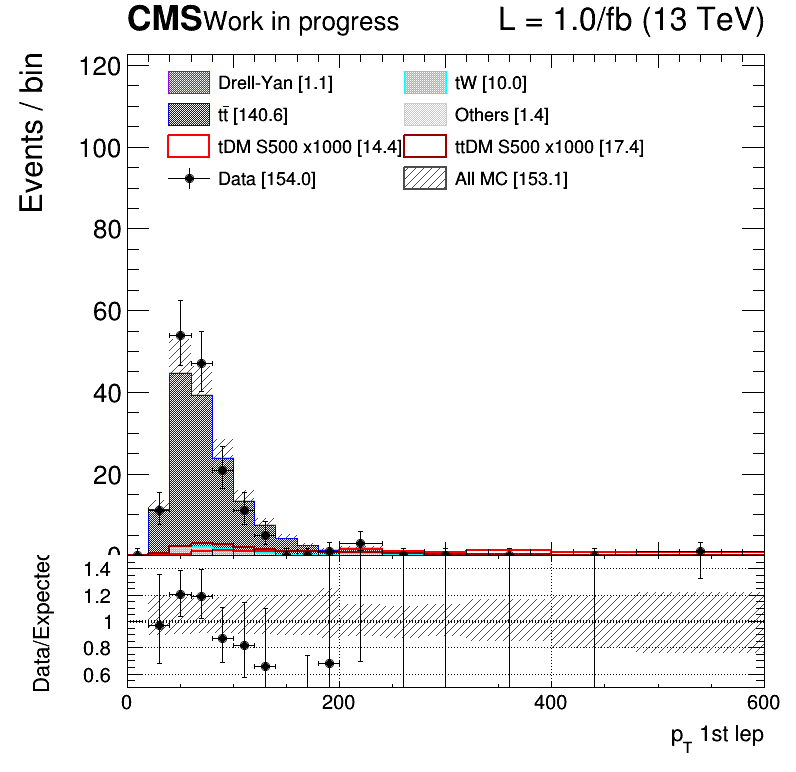 CMS Work in progress L = 1.0/fb (13 TeV)
Events / bin
120
100
80
60
40
20
0
Drell-Yan [1.1] tW [10.0]
tt̄ [140.6] Others [1.4]
tDM S500 x1000 [14.4] ttDM S500 x1000 [17.4]
Data [154.0] All MC [153.1]
Data/Expected
1.4
1.2
1
0.8
0.6
0 200 400 600
p_T 1st lep